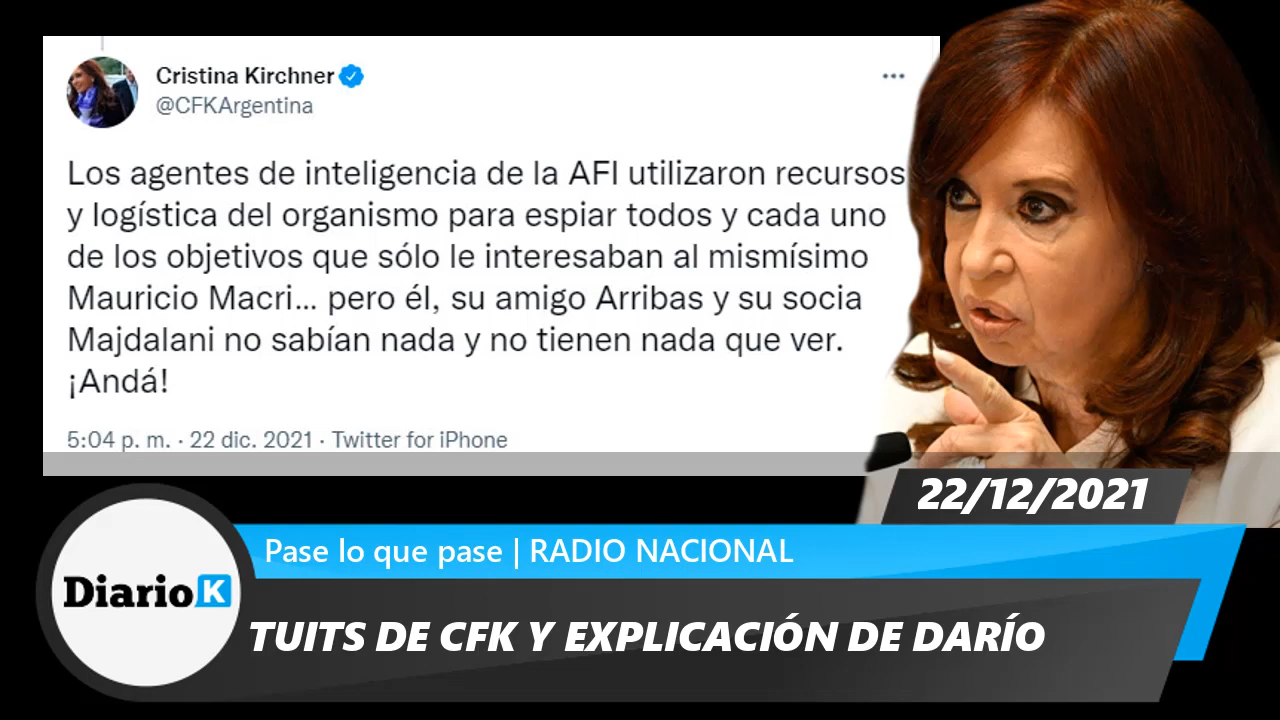 Cristina Kirchner
@CFKArgentina
Los agentes de inteligencia de la AFI utilizaron recursos
y logística del organismo para espiar todos y cada uno
de los objetivos que sólo le interesaban al mismísimo
Mauricio Macri... pero él, su amigo Arribas y su socia
Majdalani no sabían nada y no tienen nada que ver.
¡Andá!
5:04 p. m. · 22 dic. 2021 · Twitter for iPhone
22/12/2021
Pase lo que pase | RADIO NACIONAL
DiarioK
TUITS DE CFK Y EXPLICACIÓN DE DARÍO